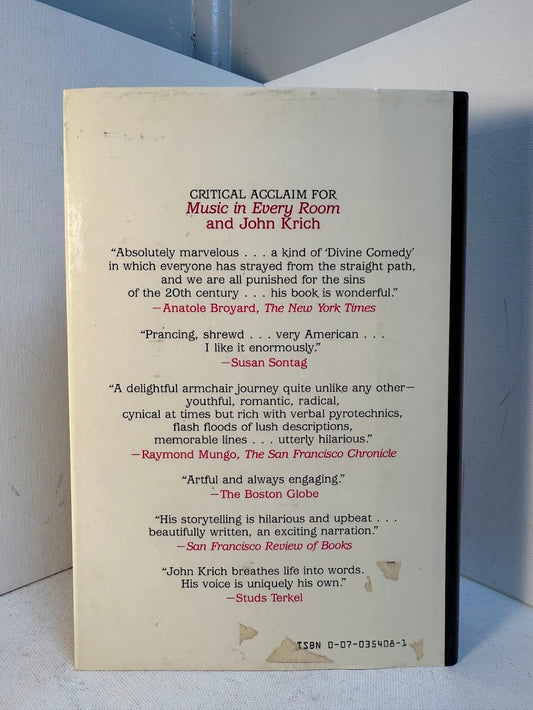 CRITICAL ACCLAIM FOR
Music in Every Room
and John Krich
“Absolutely marvelous . . . a kind of ‘Divine Comedy’
in which everyone has strayed from the straight path,
and we are all punished for the sins
of the 20th century . . . his book is wonderful.”
—Anatole Broyard, The New York Times
“Prancing, shrewd . . . very American . . .
I like it enormously.”
—Susan Sontag
“A delightful armchair journey quite unlike any other—
youthful, romantic, radical,
cynical at times but rich with verbal pyrotechnics,
flash floods of lush descriptions,
memorable lines . . . utterly hilarious.”
—Raymond Mungo, The San Francisco Chronicle
“Artful and always engaging.”
—The Boston Globe
“His storytelling is hilarious and upbeat . . .
beautifully written, an exciting narration.”
—San Francisco Review of Books
“John Krich breathes life into words.
His voice is uniquely his own.”
—Studs Terkel
ISBN 0-07-035408-1